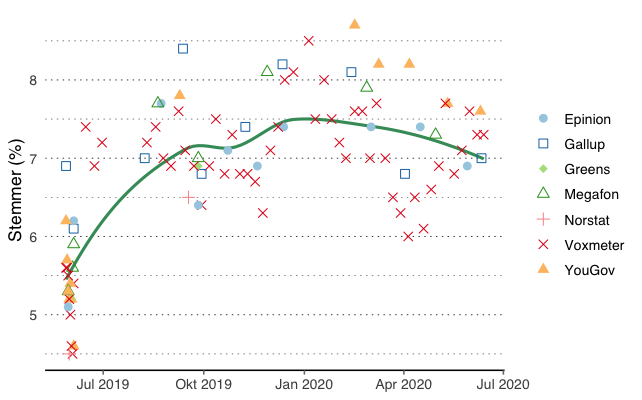 Stemmer (%)
8
7
6
5
Jul 2019
Okt 2019
Jan 2020
Apr 2020
Jul 2020
Epinion
Gallup
Greens
Megafon
Norstat
Voxmeter
YouGov